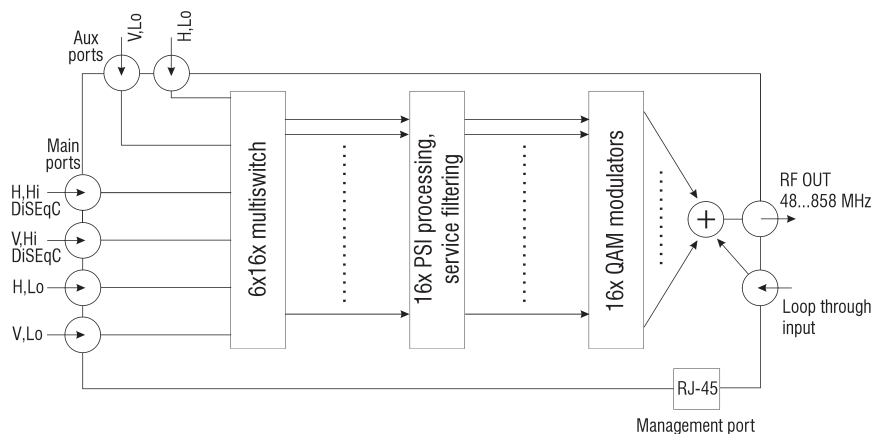 Aux
ports
V,Lo
H,Lo
Main
ports
H,Hi
DiSEqC
V,Hi
DiSEqC
H,Lo
V,Lo
6x16x multiswitch
16x PSI processing,
service filtering
16x QAM modulators
+
RF OUT
48...858 MHz
Loop through
input
RJ-45
Management port